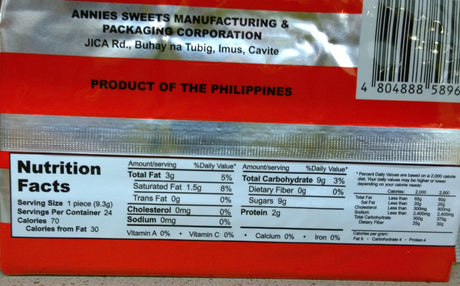 ANNIES SWEETS MANUFACTURING &
PACKAGING CORPORATION
JICA Rd., Buhay na Tubig, Imus, Cavite
4 804888 5896
PRODUCT OF THE PHILIPPINES
Nutrition
Facts
Serving Size 1 piece (9.3g)
Servings Per Container 24
Calories 70
Calories from Fat 30
Amount/serving %Daily Value*
Total Fat 3g 5%
Saturated Fat 1.5g 8%
Trans Fat 0g 0%
Cholesterol 0mg 0%
Sodium 0mg 0%
Amount/serving %Daily Value*
Total Carbohydrate 9g 3%
Dietary Fiber 0g 0%
Sugars 9g
Protein 2g
Vitamin A 0% • Vitamin C 0% • Calcium 0% • Iron 0%
* Percent Daily Values are based on a 2,000 calorie
diet. Your daily values may be higher or lower
depending on your calorie needs.
Calories: 2,000 2,500
Total Fat Less than 65g 80g
Sat Fat Less than 20g 25g
Cholesterol Less than 300mg 300mg
Sodium Less than 2,400mg 2,400mg
Total Carbohydrate 300g 375g
Dietary Fiber 25g 30g
Calories per gram:
Fat 9 • Carbohydrate 4 • Protein 4